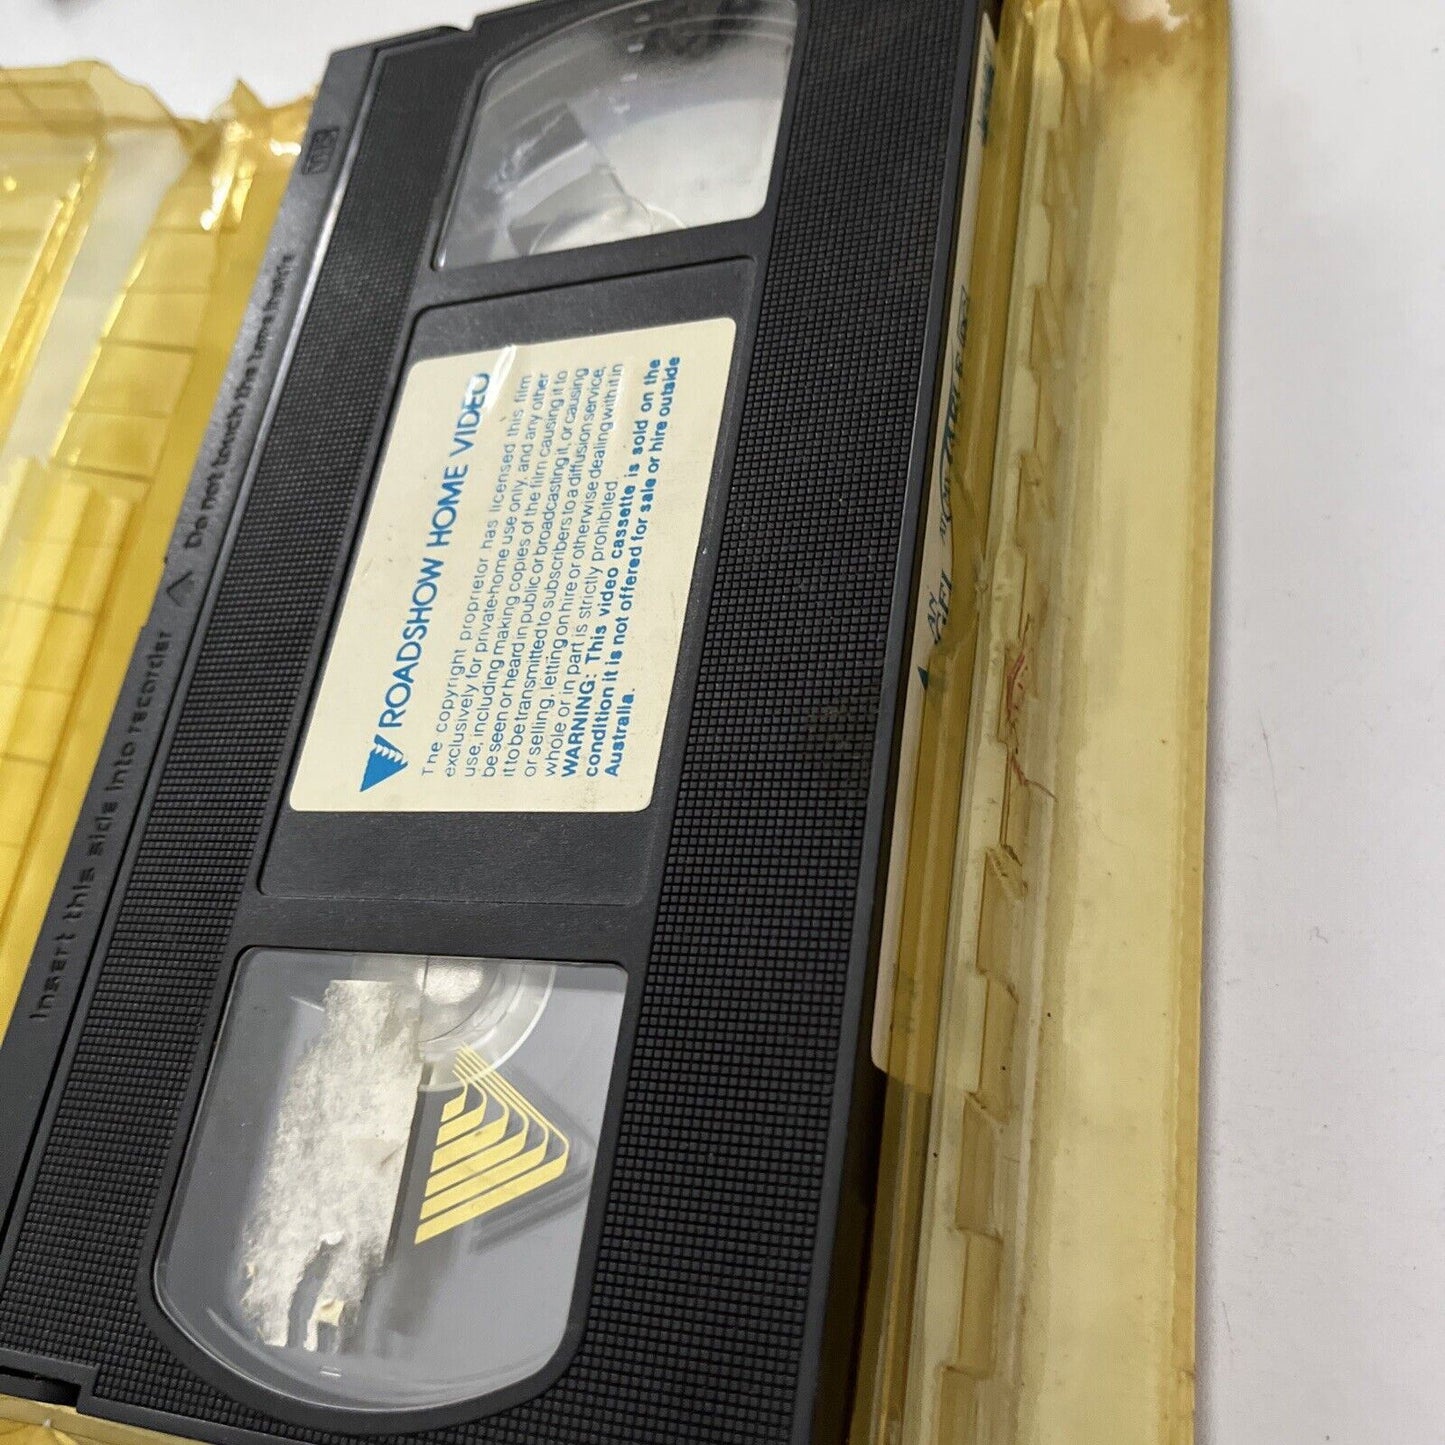 ROADSHOW HOME VIDEO
The copyright proprietor has licensed this film
exclusively for private-home use only, and any other
use, including making copies of the film causing it to
be seen or heard in public or broadcasting it, or causing
it to be transmitted to subscribers to a diffusion service,
or selling, letting on hire or otherwise dealing with it in
whole or in part is strictly prohibited.
WARNING: This video cassette is sold on the
condition it is not offered for sale or hire outside
Australia.
Insert this side into recorder
Do not touch the tape inside
VHS